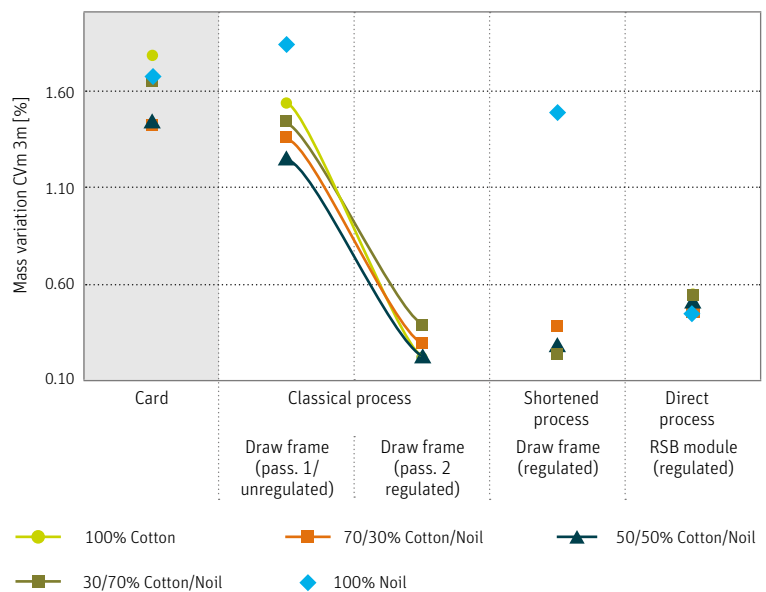 Mass variation CVm 3m [%]
1.60
1.10
0.60
0.10
Card
Classical process
Shortened
process
Direct
process
Draw frame
(pass. 1/
unregulated)
Draw frame
(pass. 2
regulated)
Draw frame
(regulated)
RSB module
(regulated)
100% Cotton
70/30% Cotton/Noil
50/50% Cotton/Noil
30/70% Cotton/Noil
100% Noil